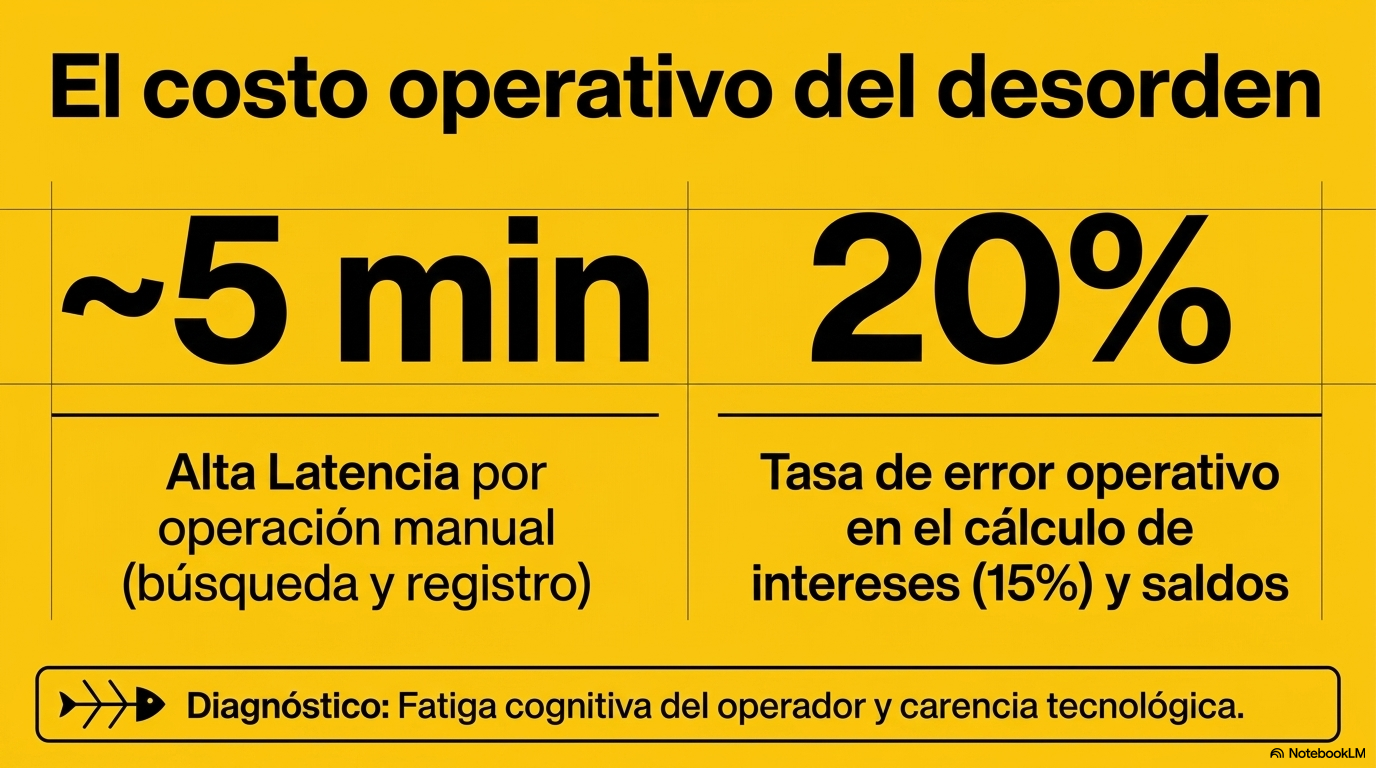 El costo operativo del desorden
~5 min
20%
Alta Latencia por
operación manual
(búsqueda y registro)
Tasa de error operativo
en el cálculo de
intereses (15%) y saldos
Diagnóstico: Fatiga cognitiva del operador y carencia tecnológica.
NotebookLM